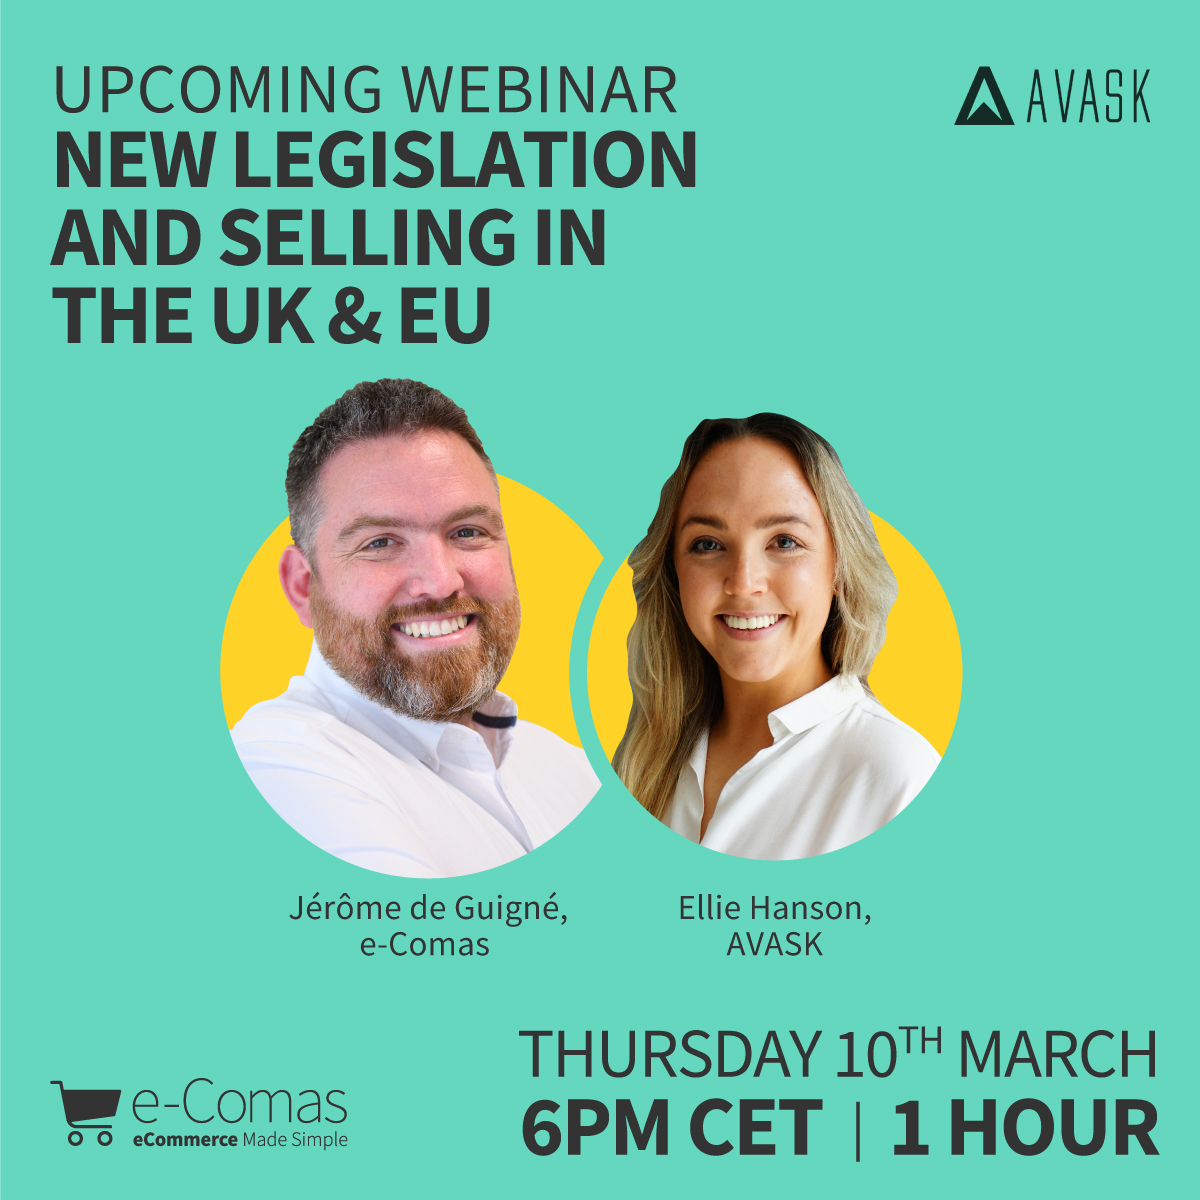 UPCOMING WEBINAR
NEW LEGISLATION
AND SELLING IN
THE UK & EU
AVASK
Jérôme de Guigné,
e-Comas
Ellie Hanson,
AVASK
THURSDAY 10TH MARCH
6PM CET | 1 HOUR
e-Comas
eCommerce Made Simple